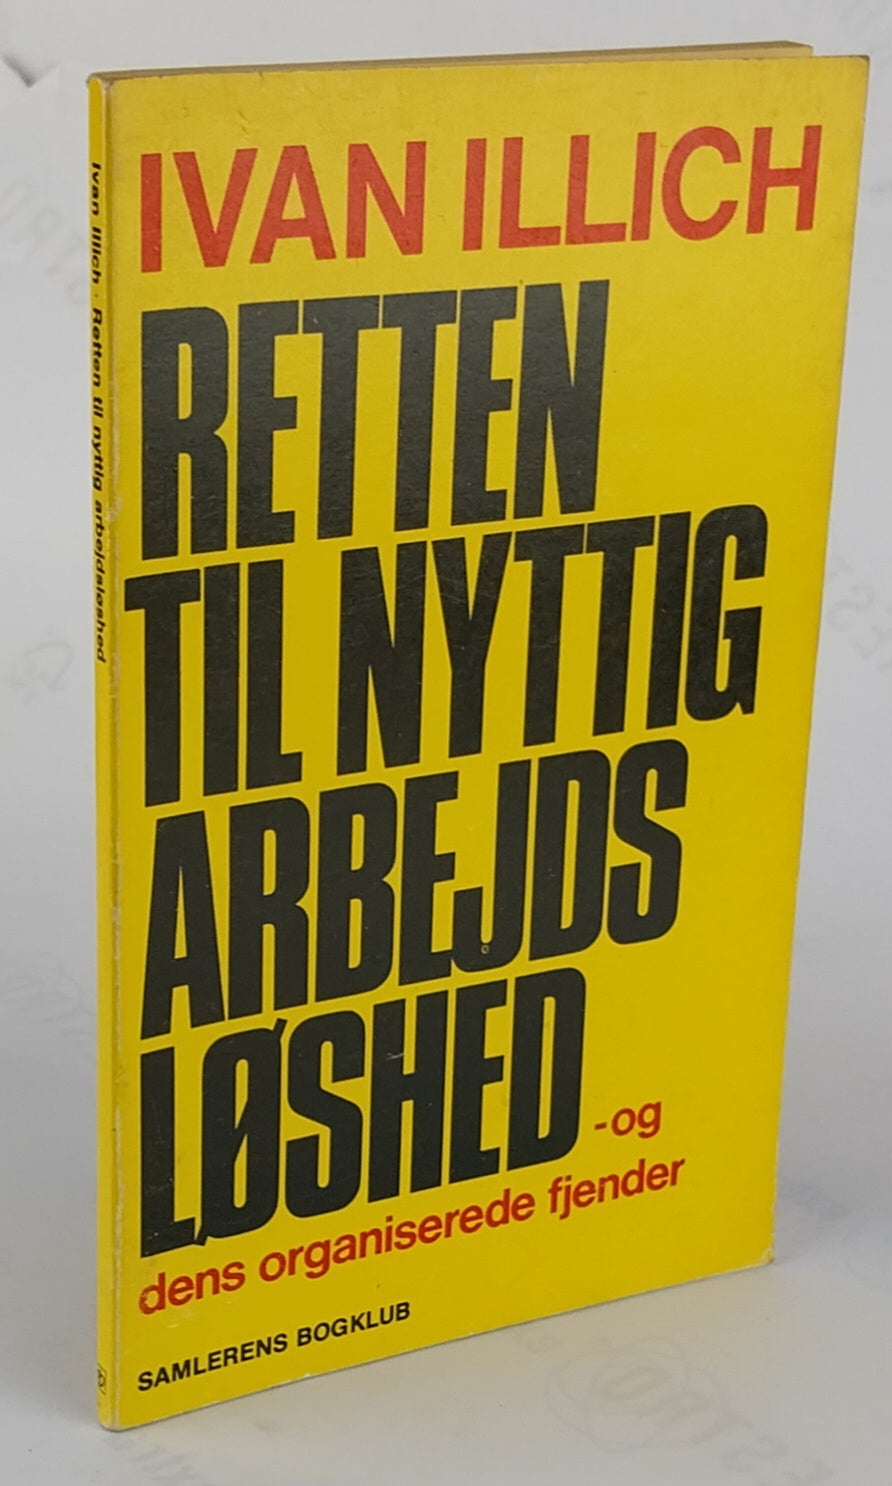 IVAN ILLICH
RETTEN
TIL NYTTIG
ARBEJDS
LØSHED
-og
dens organiserede fjender
SAMLERENS BOGKLUB
Ivan Illich · Retten til nyttig arbejdsløshed